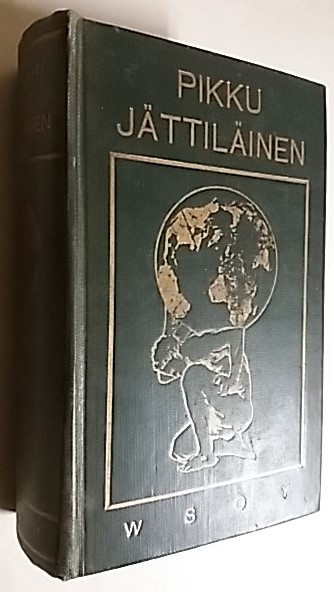 PIKKU
JÄTTILÄINEN
W S O Y